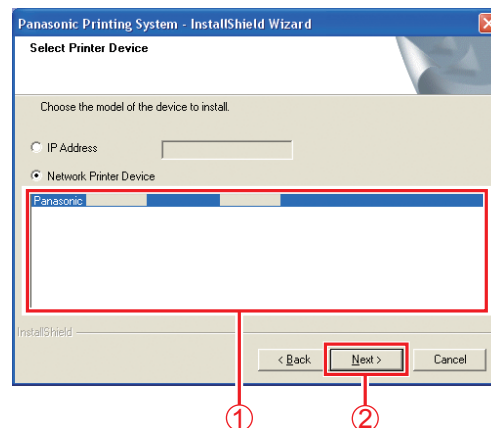 Panasonic Printing System - InstallShield Wizard
Select Printer Device
Choose the model of the device to install.
IP Address
Network Printer Device
Panasonic
InstallShield
< Back Next > Cancel
1 2